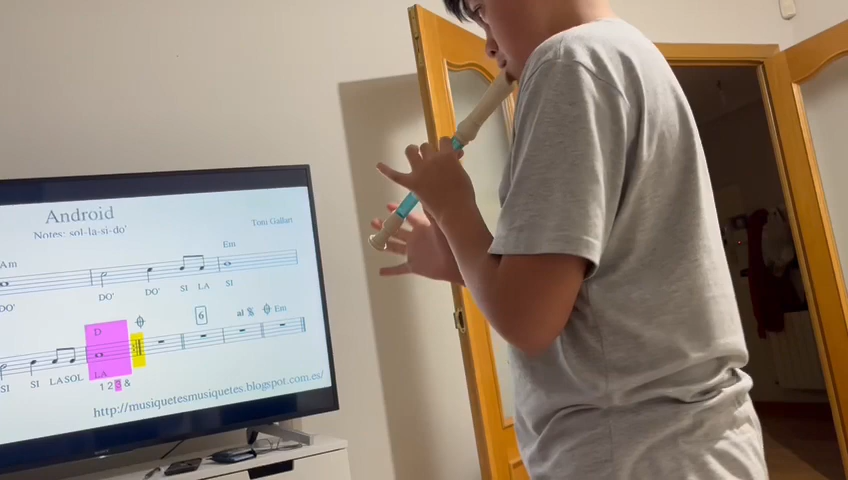 Android
Notes: sol-la-si-do'
Toni Gallart
Am
Em
DO' DO' DO' SI LA SI
D 6 al Em
SI SI LA SOL LA
1 2 3 &
http://musiquetesmusiquetes.blogspot.com.es/